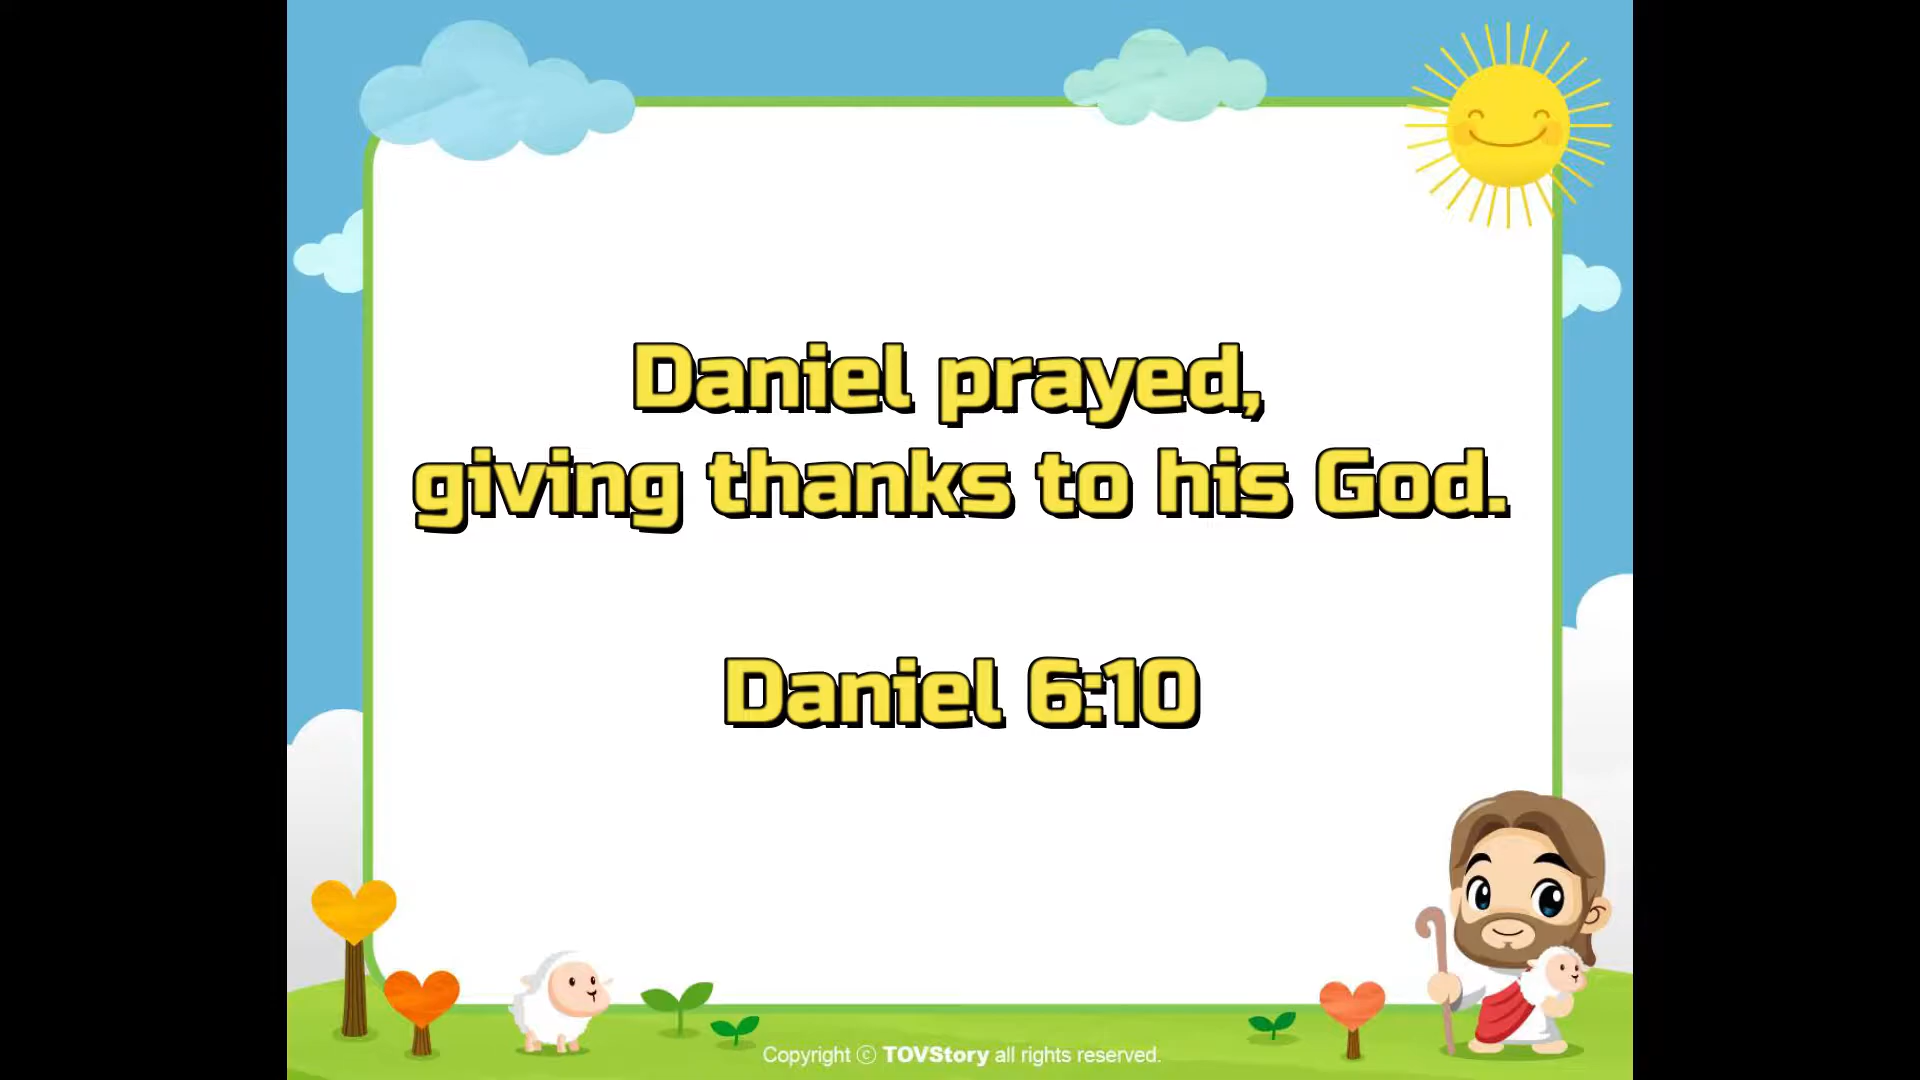 Daniel prayed,
giving thanks to his God.
Daniel 6:10
Copyright ⓒ TOVStory all rights reserved.